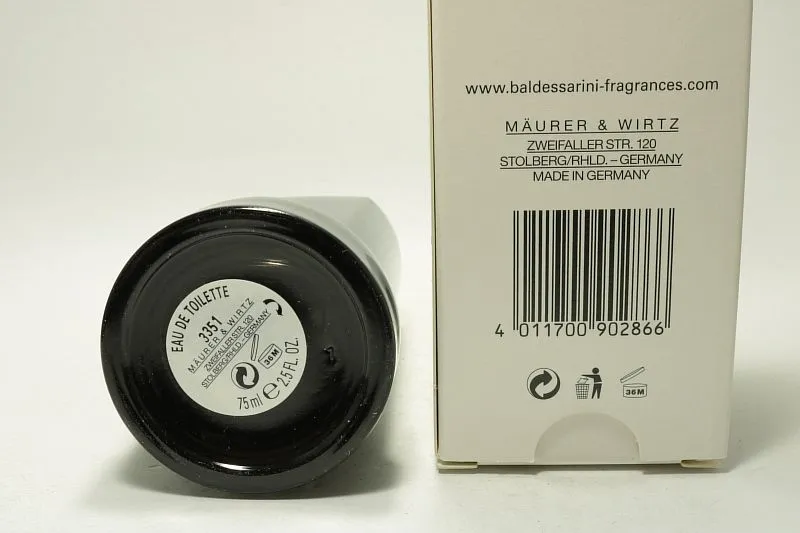 EAU DE TOILETTE
3351
MÄURER & WIRTZ
ZWEIFALLER STR. 120
STOLBERG/RHLD. – GERMANY
36M
75 ml e 2.5 FL. OZ.
www.baldessarini-fragrances.com
MÄURER & WIRTZ
ZWEIFALLER STR. 120
STOLBERG/RHLD. – GERMANY
MADE IN GERMANY
4 011700 902866
36M